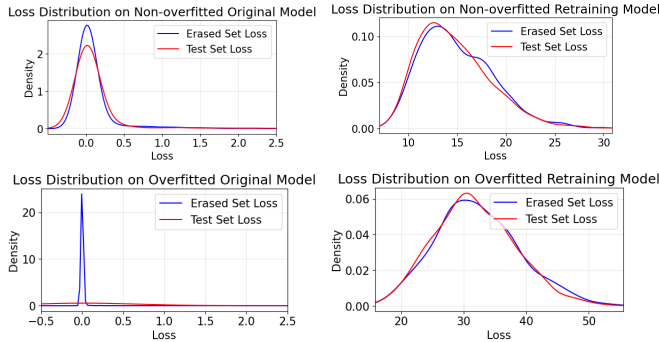 Loss Distribution on Non-overfitted Original Model
Density
2
1
0
0.0
0.5
1.0
1.5
2.0
2.5
Loss
Erased Set Loss
Test Set Loss
Loss Distribution on Non-overfitted Retraining Model
Density
0.10
0.05
0.00
10
15
20
25
30
Loss
Erased Set Loss
Test Set Loss
Loss Distribution on Overfitted Original Model
Density
20
10
0
−0.5
0.0
0.5
1.0
1.5
2.0
2.5
Loss
Erased Set Loss
Test Set Loss
Loss Distribution on Overfitted Retraining Model
Density
0.06
0.04
0.02
0.00
20
30
40
50
Loss
Erased Set Loss
Test Set Loss